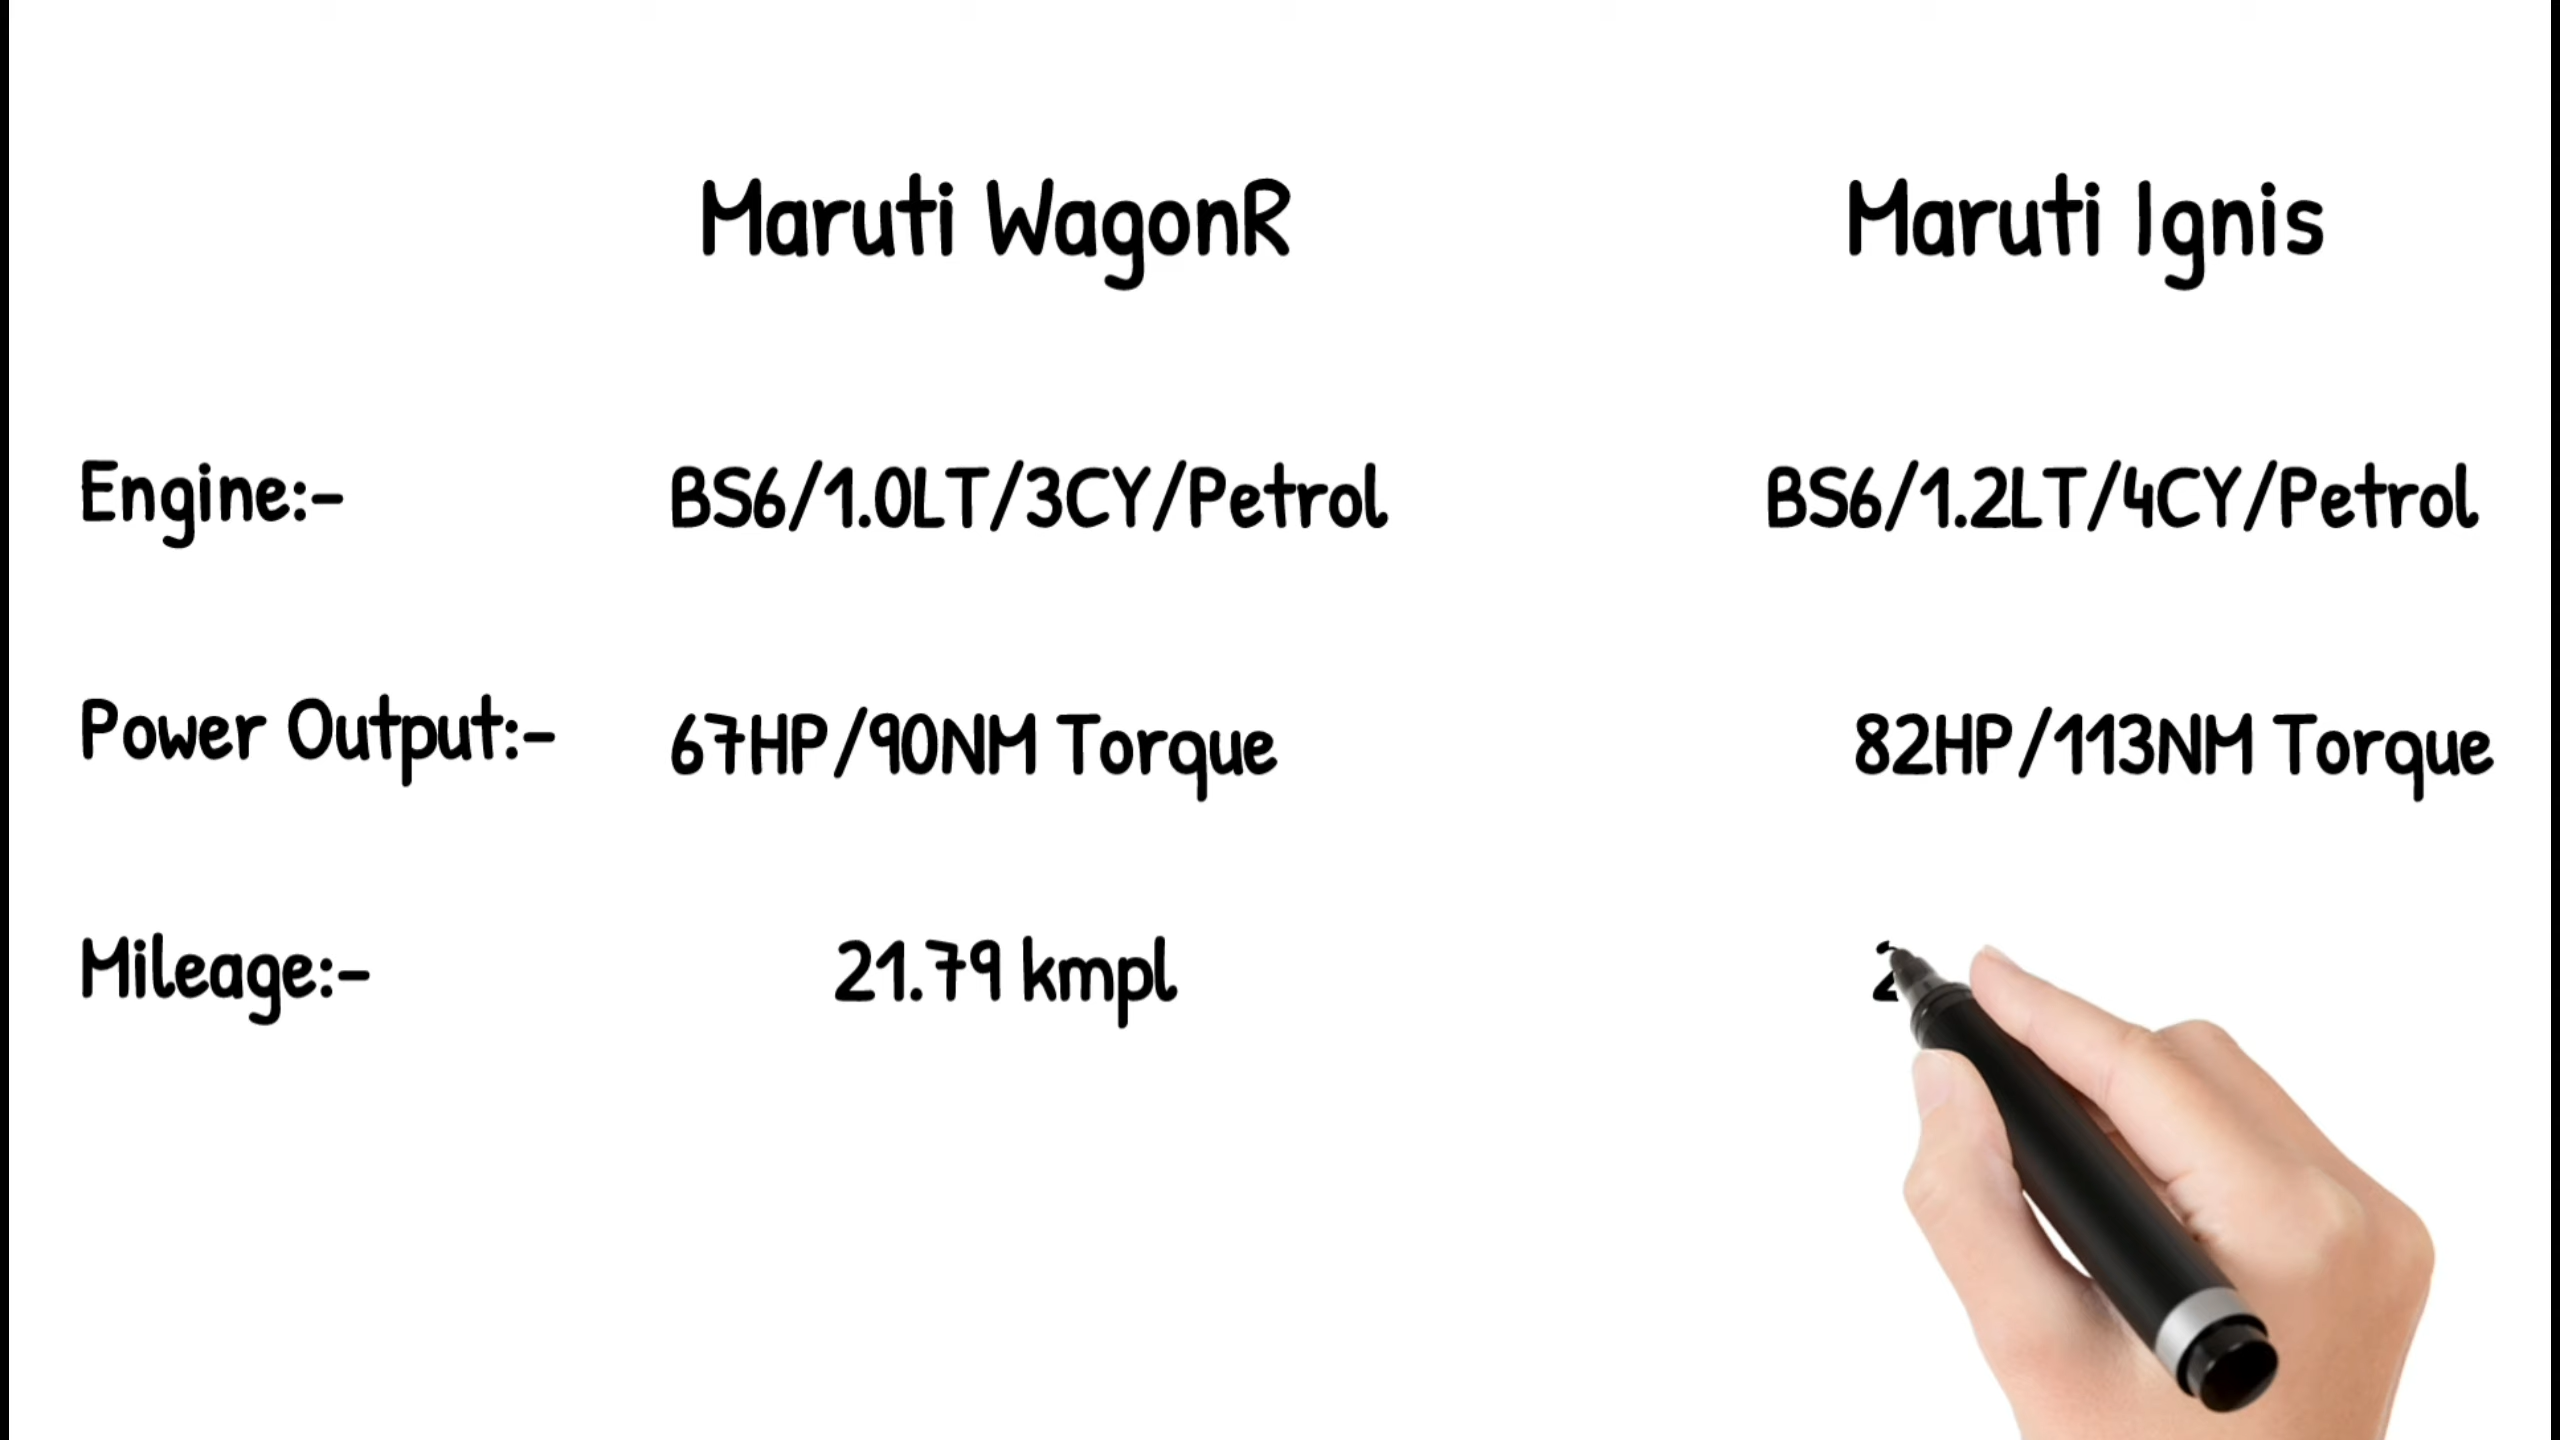 Maruti WagonR Maruti Ignis
Engine:- BS6/1.0LT/3CY/Petrol BS6/1.2LT/4CY/Petrol
Power Output:- 67HP/90NM Torque 82HP/113NM Torque
Mileage:- 21.79 kmpl 2